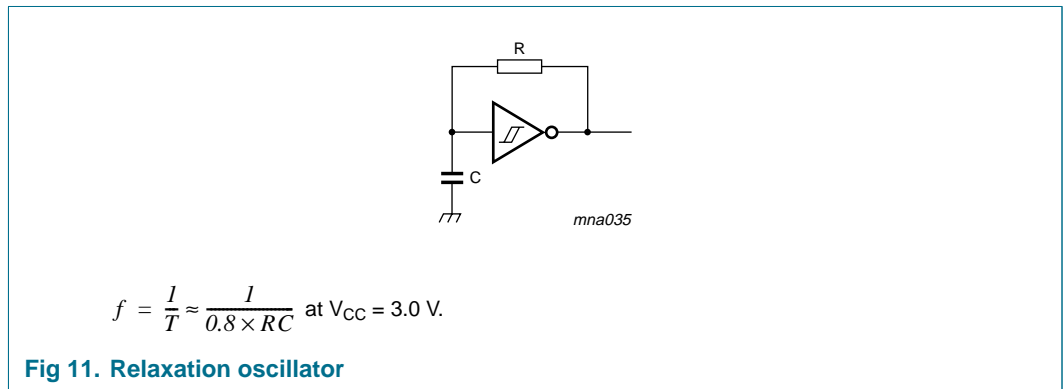 R
C
mna035
f = 1/T ≈ 1/(0.8 × RC) at VCC = 3.0 V.
Fig 11. Relaxation oscillator